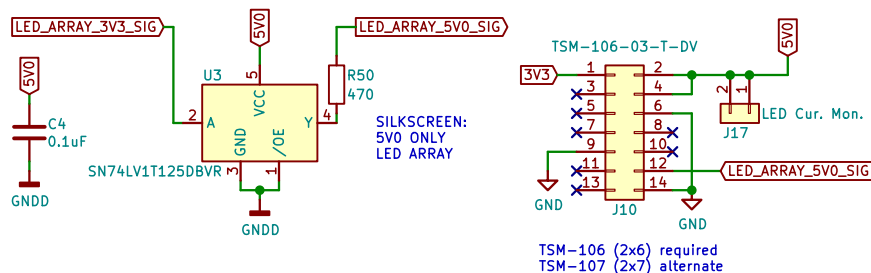 LED_ARRAY_3V3_SIG
5V0
LED_ARRAY_5V0_SIG
5V0
C4
0.1uF
GNDD
U3
5
VCC
2
A
Y
4
GND
/OE
3
1
SN74LV1T125DBVR
GNDD
R50
470
SILKSCREEN:
5V0 ONLY
LED ARRAY
TSM-106-03-T-DV
3V3
1
2
3
4
5
6
7
8
9
10
11
12
13
14
J10
GND
GND
5V0
2
1
J17
LED Cur. Mon.
LED_ARRAY_5V0_SIG
TSM-106 (2x6) required
TSM-107 (2x7) alternate